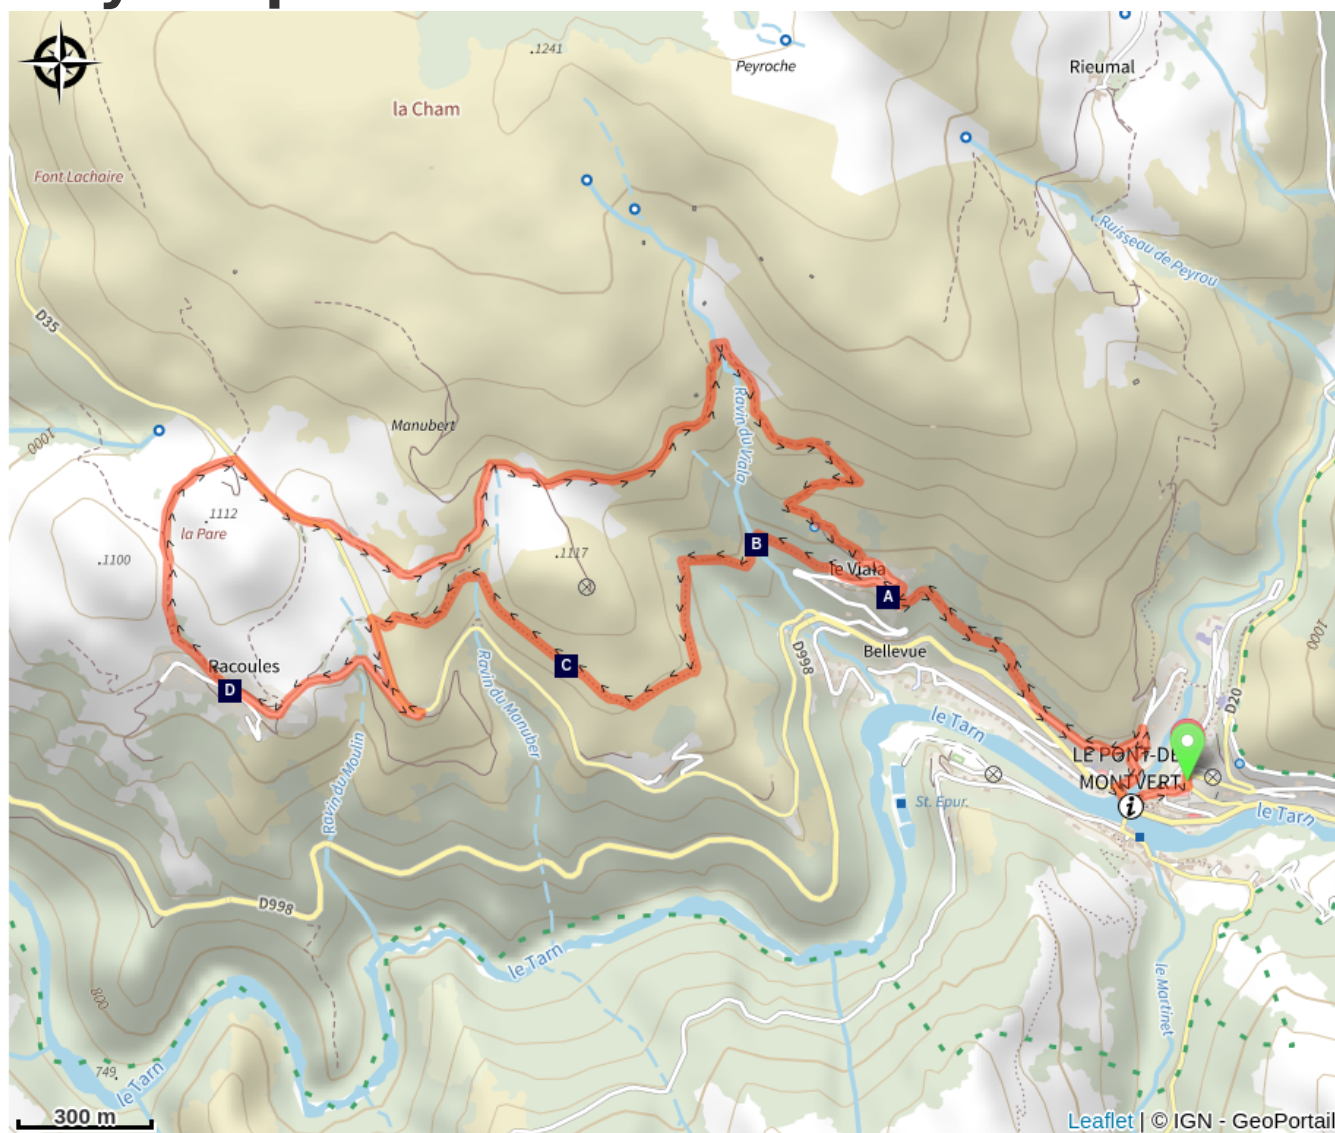 .1241
Peyroche
Rieumal
la Cham
Font Lachaire
Ruisseau de Peyrou
D35
Ravin du Viala
Manubert
1000
.1112
la Pare
.1100
.1117
B
le Viala
A
1000
Bellevue
D998
Racoules
C
D
Ravin du Manuber
le Tarn
D20
LE PONT-DE
MONTVERT
i
Ravin du Moulin
St. Epur.
le Tarn
D998
le Tarn
800
le Martinet
749.
le Tarn
300 m
Leaflet | © IGN - GeoPortail